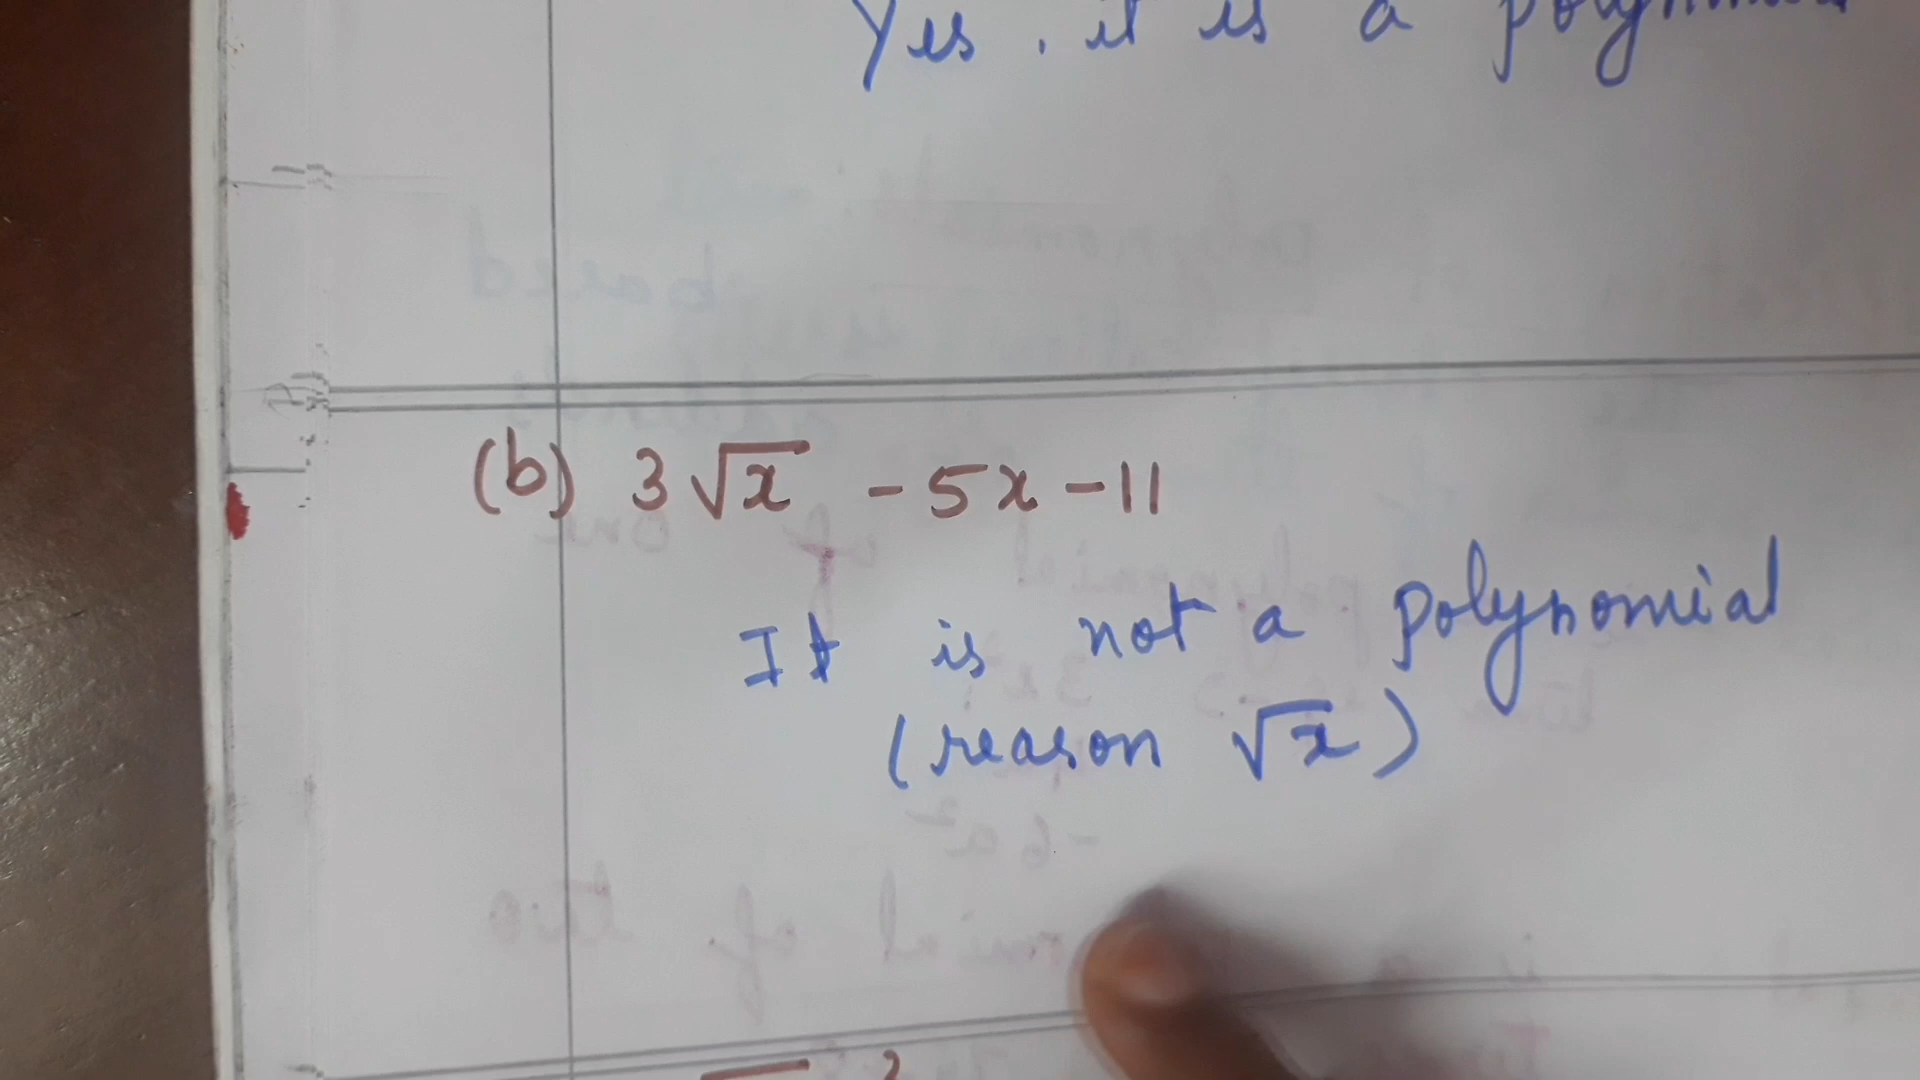 Yes, it is a polynomial
(b) 3√x - 5x - 11
It is not a polynomial
(reason √x)